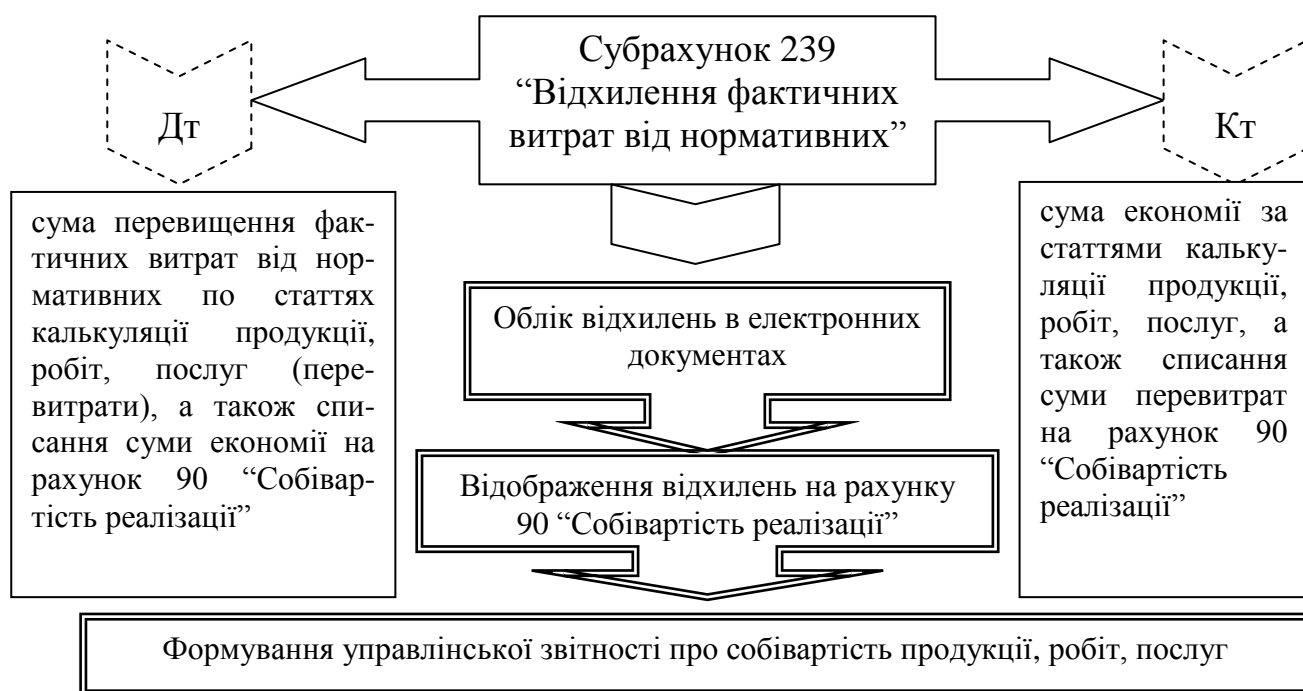 Субрахунок 239
“Відхилення фактичних
витрат від нормативних”
Дт
Кт
сума перевищення фак-
тичних витрат від нор-
мативних по статтях
калькуляції продукції,
робіт, послуг (пере-
витрати), а також спи-
сання суми економії на
рахунок 90 “Собівар-
тість реалізації”
сума економії за
статтями кальку-
ляції продукції,
робіт, послуг, а
також списання
суми перевитрат
на рахунок 90
“Собівартість
реалізації”
Облік відхилень в електронних
документах
Відображення відхилень на рахунку
90 “Собівартість реалізації”
Формування управлінської звітності про собівартість продукції, робіт, послуг